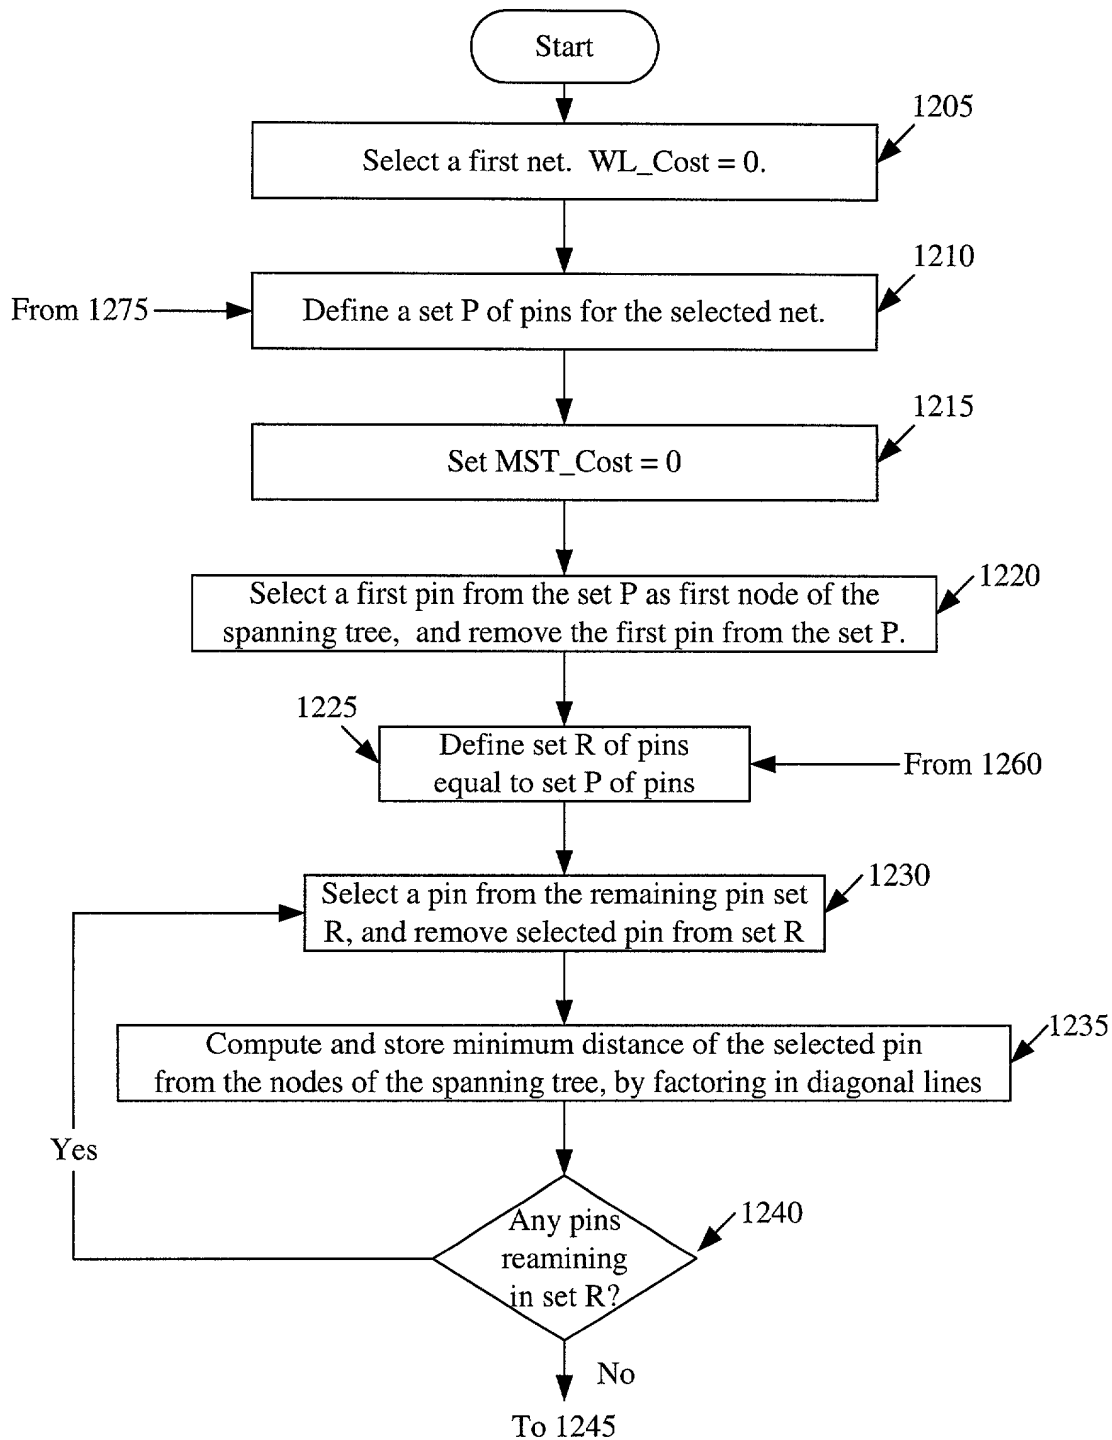 Start
1205
Select a first net.  WL_Cost = 0.
1210
From 1275
Define a set P of pins for the selected net.
1215
Set MST_Cost = 0
1220
Select a first pin from the set P as first node of the
spanning tree,  and remove the first pin from the set P.
1225
Define set R of pins
equal to set P of pins
From 1260
1230
Select a pin from the remaining pin set
R, and remove selected pin from set R
1235
Compute and store minimum distance of the selected pin
from the nodes of the spanning tree, by factoring in diagonal lines
Yes
1240
Any pins
reamining
in set R?
No
To 1245